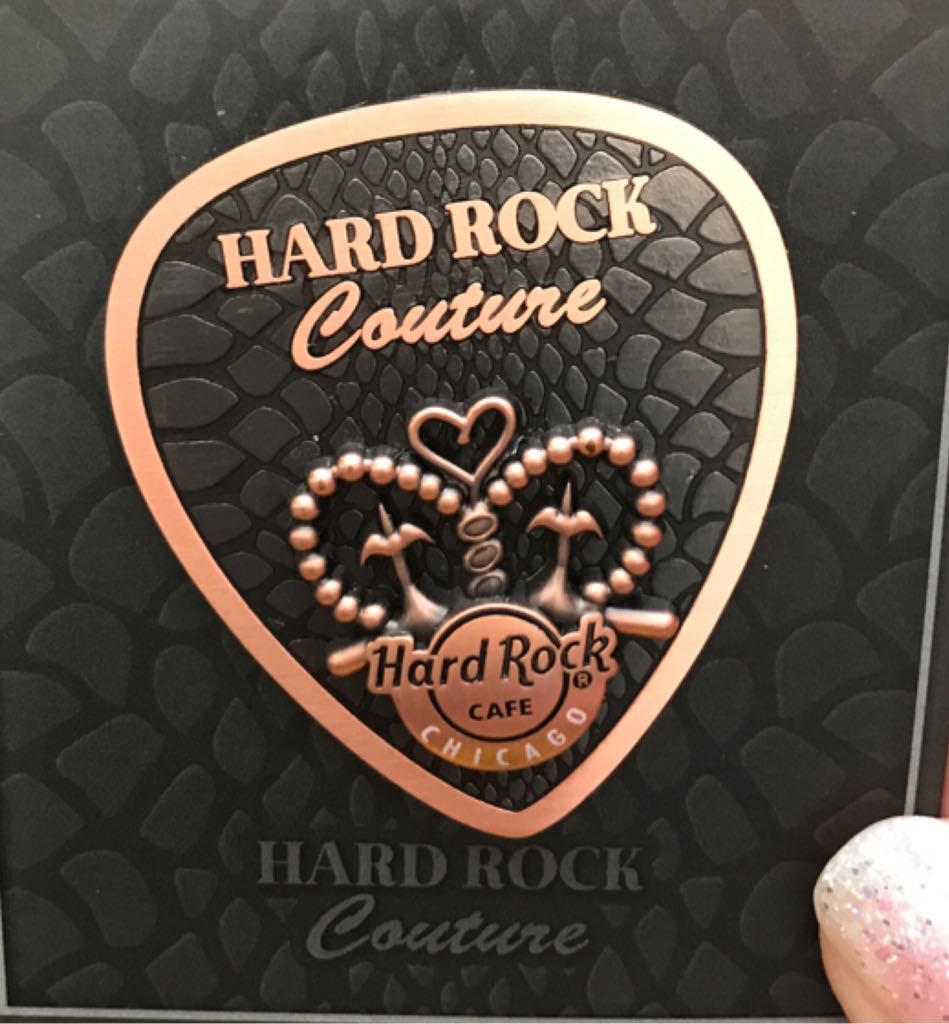 HARD ROCK
Couture
Hard Rock
®
CAFE
CHICAGO
HARD ROCK
Couture